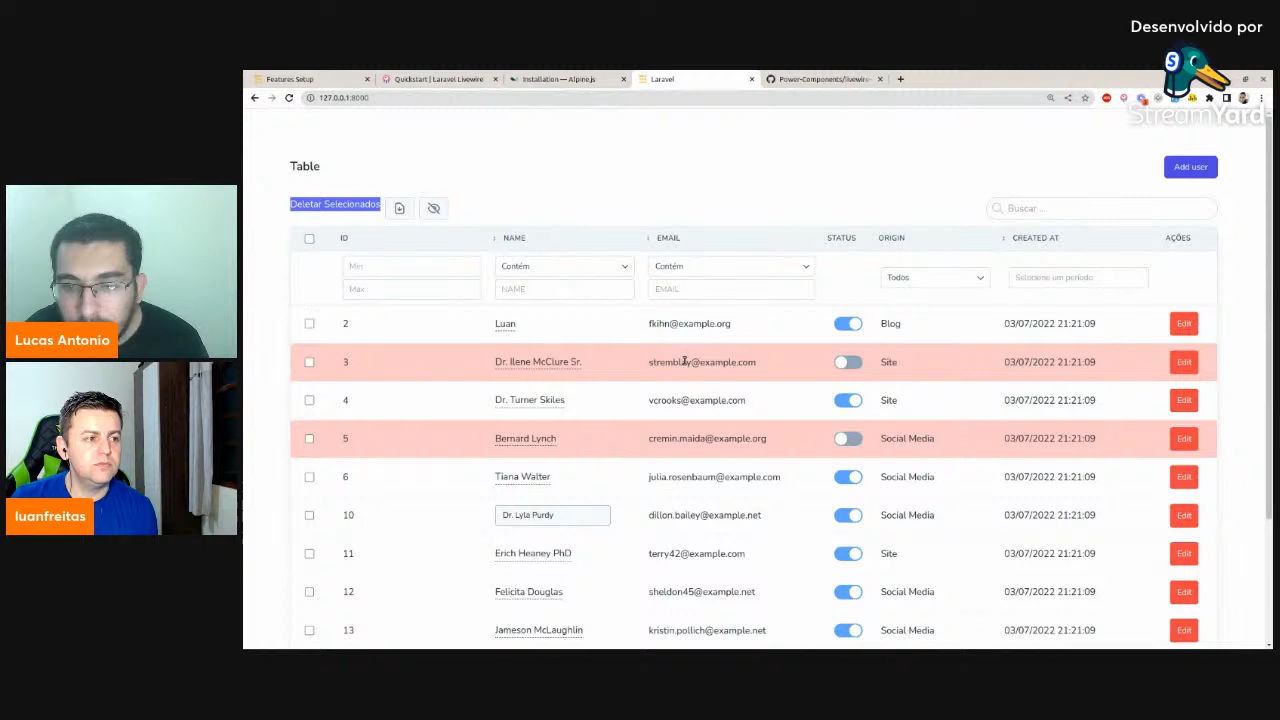 Desenvolvido por
S
StreamYard
Features Setup
Quickstart | Laravel Livewire
Installation — Alpine.js
Laravel
Power-Components/livewire-
127.0.0.1:8000
Table
Add user
Deletar Selecionados
Buscar ...
ID NAME EMAIL STATUS ORIGIN CREATED AT AÇÕES
Min Contém Contém Todos Selecione um período
Max NAME EMAIL
2 Luan fkihn@example.org Blog 03/07/2022 21:21:09 Edit
3 Dr. Ilene McClure Sr. stremblay@example.com Site 03/07/2022 21:21:09 Edit
4 Dr. Turner Skiles vcrooks@example.com Site 03/07/2022 21:21:09 Edit
5 Bernard Lynch cremin.maida@example.org Social Media 03/07/2022 21:21:09 Edit
6 Tiana Walter julia.rosenbaum@example.com Social Media 03/07/2022 21:21:09 Edit
10 Dr. Lyla Purdy dillon.bailey@example.net Social Media 03/07/2022 21:21:09 Edit
11 Erich Heaney PhD terry42@example.com Site 03/07/2022 21:21:09 Edit
12 Felicita Douglas sheldon45@example.net Social Media 03/07/2022 21:21:09 Edit
13 Jameson McLaughlin kristin.pollich@example.net Social Media 03/07/2022 21:21:09 Edit
Lucas Antonio
luanfreitas